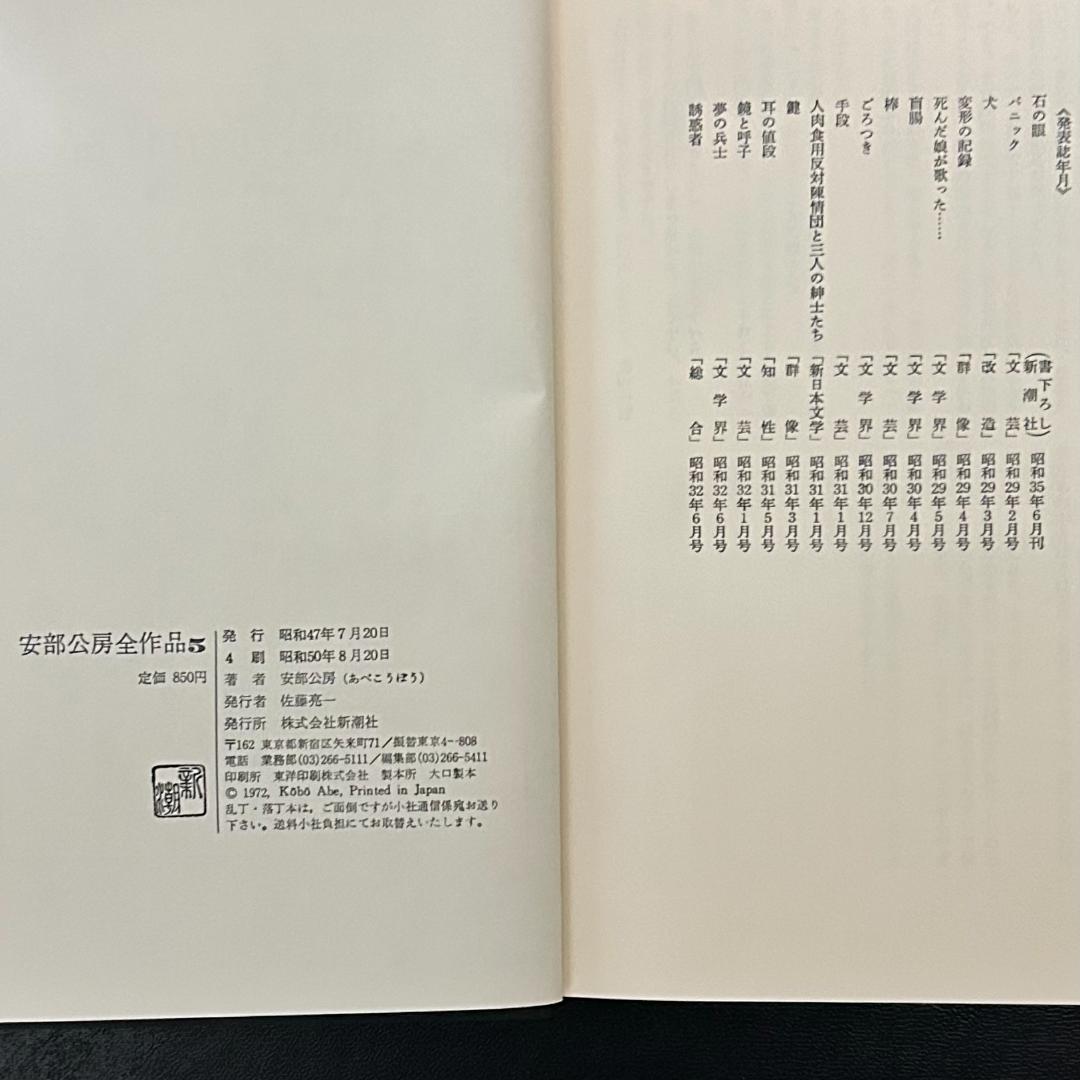 《発表誌年月》
石の眼 (書下ろし 新潮社) 昭和35年6月刊
パニック 「文芸」 昭和29年2月号
犬 「改造」 昭和29年3月号
変形の記録 「群像」 昭和29年4月号
死んだ娘が歌った…… 「文学界」 昭和29年5月号
盲腸 「文学界」 昭和30年4月号
棒 「文芸」 昭和30年7月号
ごろつき 「文学界」 昭和30年12月号
手段 「文芸」 昭和31年1月号
人肉食用反対陳情団と三人の紳士たち 「新日本文学」 昭和31年1月号
鍵 「群像」 昭和31年3月号
耳の値段 「知性」 昭和31年5月号
鏡と呼子 「文芸」 昭和32年1月号
夢の兵士 「文学界」 昭和32年6月号
誘惑者 「総合」 昭和32年6月号
安部公房全作品5
定価 850円
新潮
発行 昭和47年7月20日
4刷 昭和50年8月20日
著者 安部公房(あべこうぼう)
発行者 佐藤亮一
発行所 株式会社新潮社
〒162 東京都新宿区矢来町71/振替東京4-808
電話 業務部(03)266-5111/編集部(03)266-5411
印刷所 東洋印刷株式会社 製本所 大口製本
© 1972, Kōbō Abe, Printed in Japan
乱丁・落丁本は,ご面倒ですが小社通信係宛お送り
下さい。送料小社負担にてお取替えいたします。